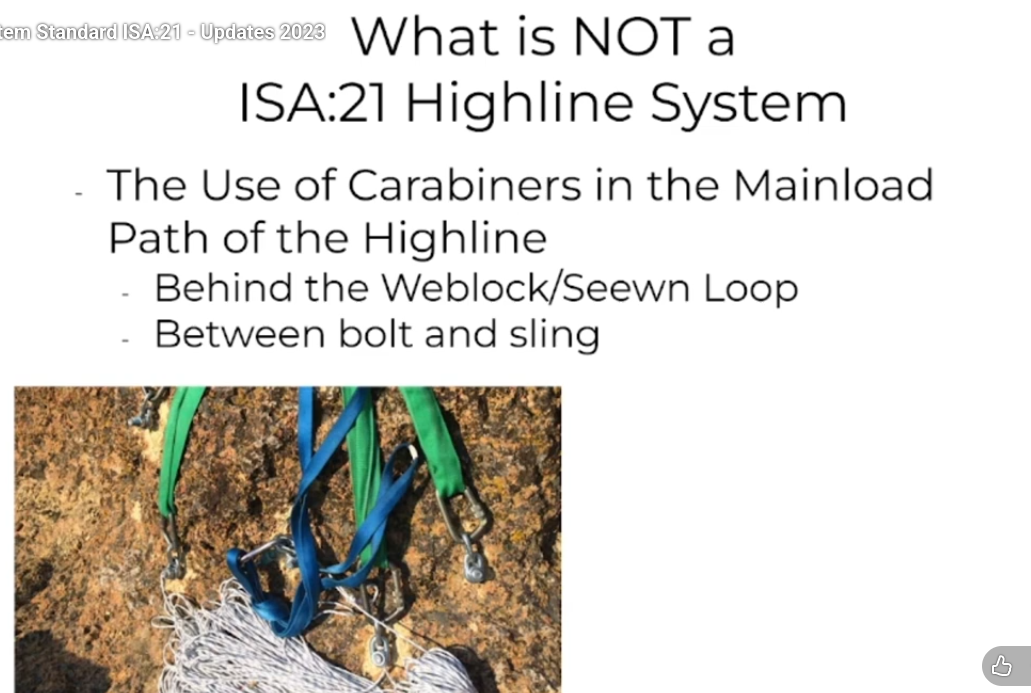 tem Standard ISA:21 - Updates 2023
What is NOT a
ISA:21 Highline System
- The Use of Carabiners in the Mainload
Path of the Highline
- Behind the Weblock/Seewn Loop
- Between bolt and sling